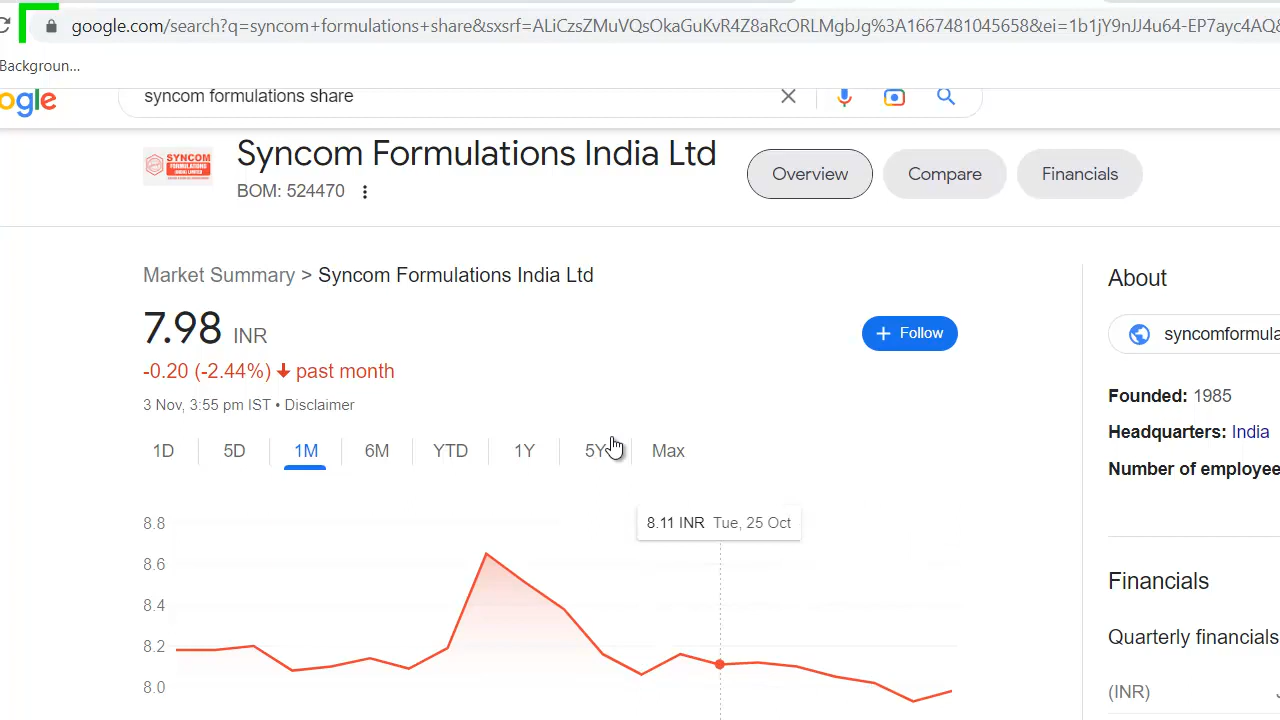 google.com/search?q=syncom+formulations+share&sxsrf=ALiCzsZMuVQsOkaGuKvR4Z8aRcORLMgbJg%3A1667481045658&ei=1b1jY9nJJ4u64-EP7ayc4AQ&
Backgroun...
ogle
syncom formulations share
SYNCOM
FORMULATIONS
Syncom Formulations India Ltd
BOM: 524470
Overview
Compare
Financials
Market Summary > Syncom Formulations India Ltd
7.98 INR
-0.20 (-2.44%) past month
3 Nov, 3:55 pm IST • Disclaimer
+ Follow
1D 5D 1M 6M YTD 1Y 5Y Max
8.11 INR Tue, 25 Oct
8.8
8.6
8.4
8.2
8.0
About
syncomformula
Founded: 1985
Headquarters: India
Number of employee
Financials
Quarterly financials
(INR)